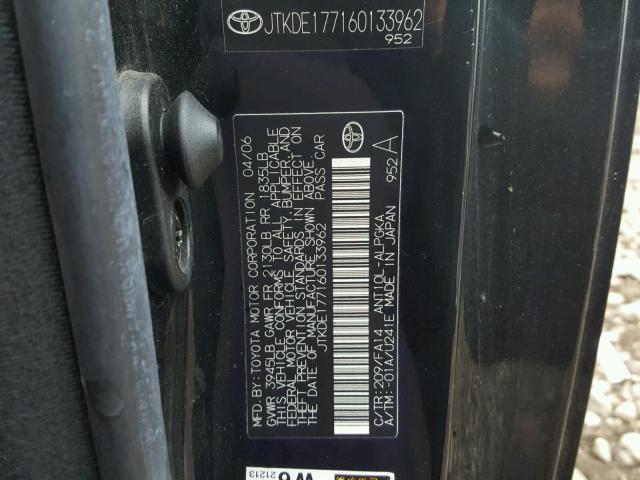 JTKDE177160133962
952
MFD. BY: TOYOTA MOTOR CORPORATION 04/06
GVWR 3945LB GAWR FR 2130LB RR 1835LB
THIS VEHICLE CONFORMS TO ALL APPLICABLE
FEDERAL MOTOR VEHICLE SAFETY, BUMPER, AND
THEFT PREVENTION STANDARDS IN EFFECT ON
THE DATE OF MANUFACTURE SHOWN ABOVE.
JTKDE177160133962 PASS CAR
C/TR: 209/FA14 ANT10L-ALPGKA
A/TM: -01A/U241E MADE IN JAPAN 952 A
21213